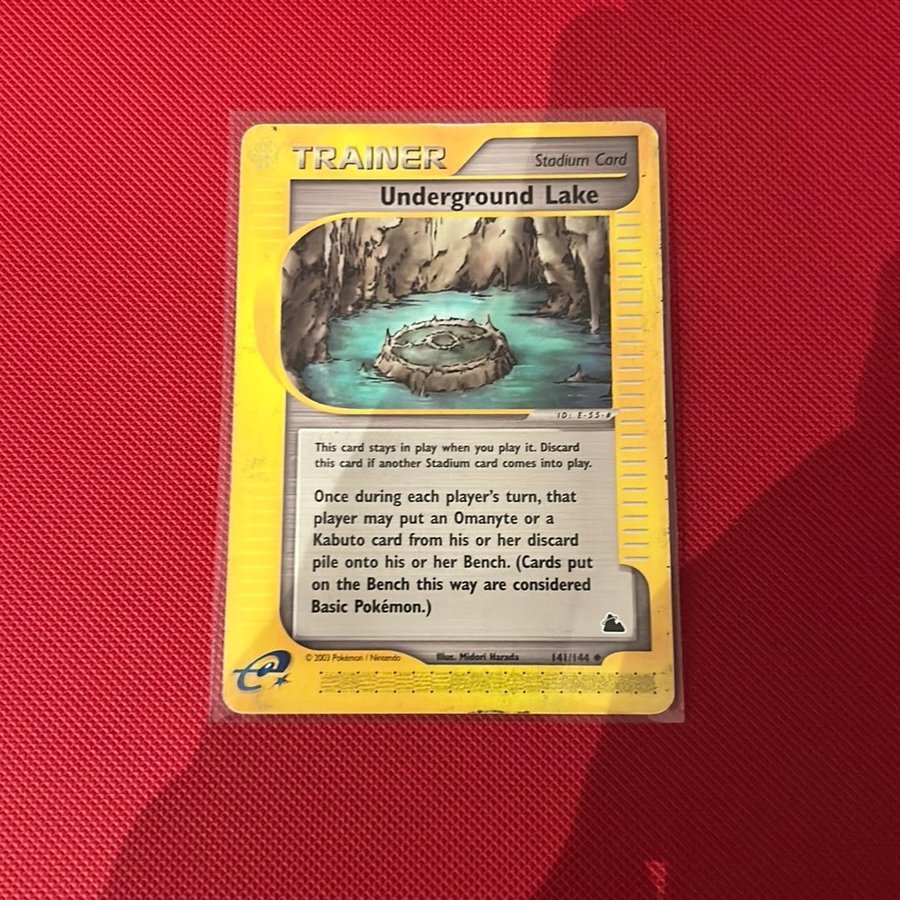 TRAINER
Stadium Card
Underground Lake
ID: E-55-#
This card stays in play when you play it. Discard
this card if another Stadium card comes into play.
Once during each player's turn, that
player may put an Omanyte or a
Kabuto card from his or her discard
pile onto his or her Bench. (Cards put
on the Bench this way are considered
Basic Pokémon.)
© 2003 Pokémon / Nintendo
Illus. Midori Harada
141/144 ◆
e